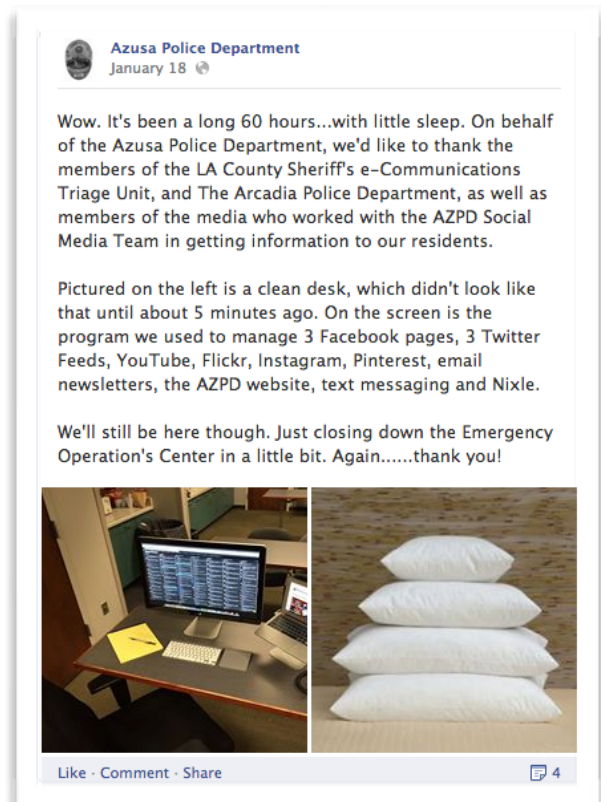 Azusa Police Department
January 18
Wow. It's been a long 60 hours...with little sleep. On behalf
of the Azusa Police Department, we'd like to thank the
members of the LA County Sheriff's e-Communications
Triage Unit, and The Arcadia Police Department, as well as
members of the media who worked with the AZPD Social
Media Team in getting information to our residents.
Pictured on the left is a clean desk, which didn't look like
that until about 5 minutes ago. On the screen is the
program we used to manage 3 Facebook pages, 3 Twitter
Feeds, YouTube, Flickr, Instagram, Pinterest, email
newsletters, the AZPD website, text messaging and Nixle.
We'll still be here though. Just closing down the Emergency
Operation's Center in a little bit. Again......thank you!
Like · Comment · Share 4